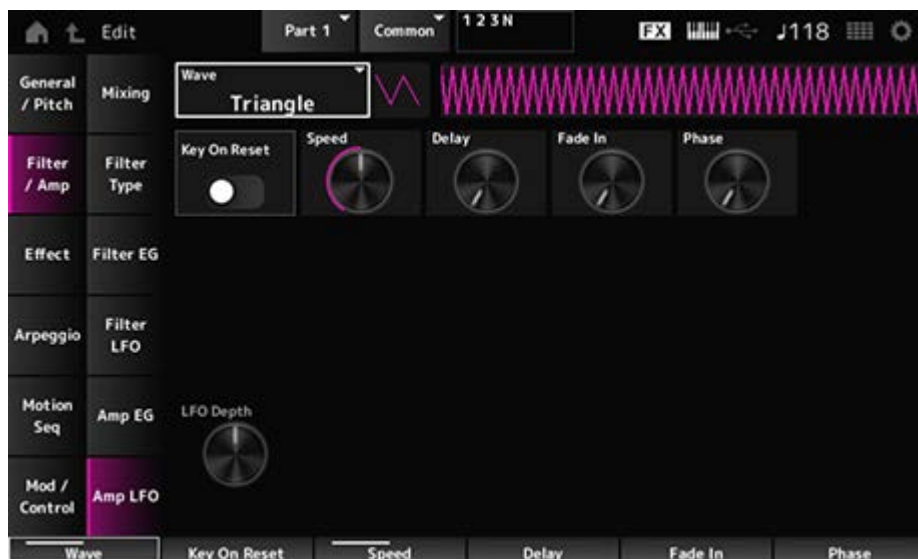 Edit
Part 1
Common
1 2 3 N
FX
♩118
General
/ Pitch
Mixing
Wave
Triangle
Filter
/ Amp
Filter
Type
Key On Reset
Speed
Delay
Fade In
Phase
Effect
Filter EG
Arpeggio
Filter
LFO
Motion
Seq
Amp EG
LFO Depth
Mod /
Control
Amp LFO
Wave
Key On Reset
Speed
Delay
Fade In
Phase